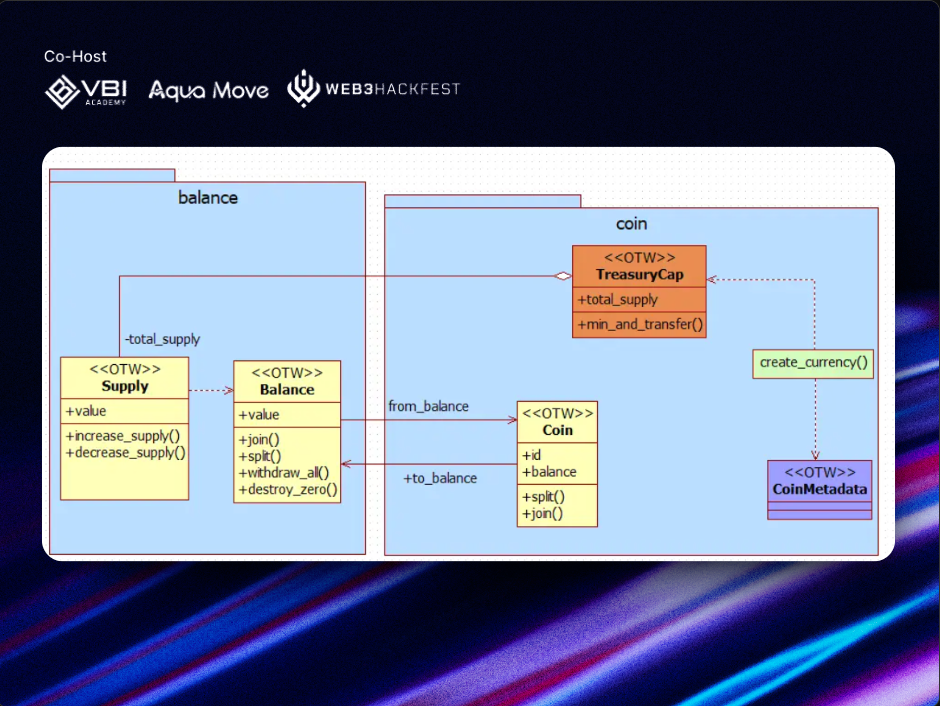 Co-Host
VBI
ACADEMY
Aqua Move
WEB3HACKFEST
balance
-total_supply
<<OTW>>
Supply
+value
+increase_supply()
+decrease_supply()
<<OTW>>
Balance
+value
+join()
+split()
+withdraw_all()
+destroy_zero()
from_balance
+to_balance
coin
<<OTW>>
TreasuryCap
+total_supply
+min_and_transfer()
create_currency()
<<OTW>>
Coin
+id
+balance
+split()
+join()
<<OTW>>
CoinMetadata